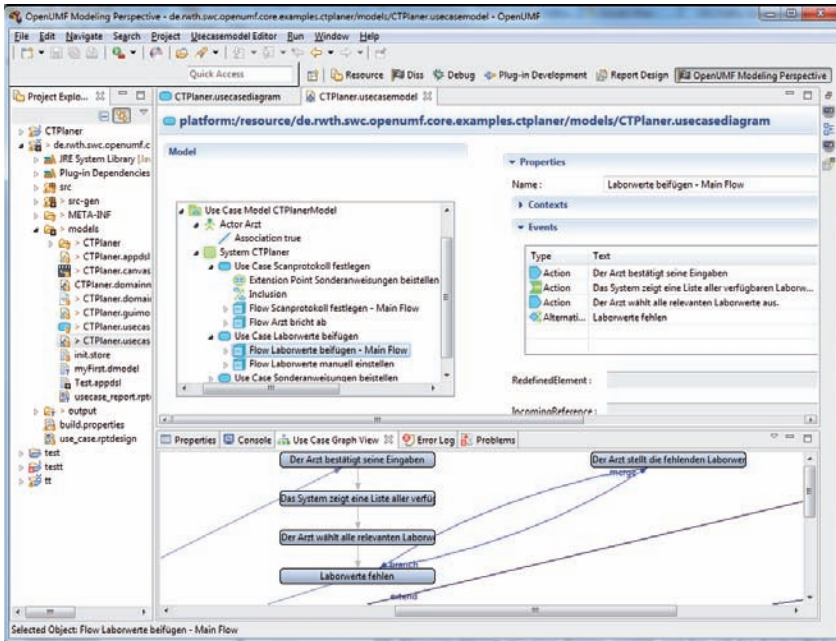 OpenUMF Modeling Perspective - de.rwth.swc.openumf.core.examples.ctplaner/models/CTPlaner.usecasemodel - OpenUMF
File Edit Navigate Search Project Usecasemodel Editor Run Window Help
Quick Access
Resource Diss Debug Plug-in Development Report Design OpenUMF Modeling Perspective
Project Explo...
CTPlaner
> de.rwth.swc.openumf.c
JRE System Library
Plug-in Dependencies
src
> src-gen
> META-INF
> models
> CTPlaner
> CTPlaner.appdsl
> CTPlaner.canvas
CTPlaner.domainn
> CTPlaner.domai
> CTPlaner.guimo
> CTPlaner.usecas
> CTPlaner.usecas
init.store
myFirst.dmodel
Test.appdsl
usecase_report.rpt
> output
build.properties
use_case.rptdesign
test
testt
tt
CTPlaner.usecasediagram CTPlaner.usecasemodel
platform:/resource/de.rwth.swc.openumf.core.examples.ctplaner/models/CTPlaner.usecasediagram
Model
Use Case Model CTPlanerModel
Actor Arzt
Association true
System CTPlaner
Use Case Scanprotokoll festlegen
Extension Point Sonderanweisungen beistellen
Inclusion
Flow Scanprotokoll festlegen - Main Flow
Flow Arzt bricht ab
Use Case Laborwerte beifügen
Flow Laborwerte beifügen - Main Flow
Flow Laborwerte manuell einstellen
Use Case Sonderanweisungen beistellen
Properties
Name : Laborwerte beifügen - Main Flow
Contexts
Events
Type Text
Action Der Arzt bestätigt seine Eingaben
Action Das System zeigt eine Liste aller verfügbaren Laborw...
Action Der Arzt wählt alle relevanten Laborwerte aus.
Alternati... Laborwerte fehlen
RedefinedElement :
IncomingReference :
Properties Console Use Case Graph View Error Log Problems
Der Arzt bestätigt seine Eingaben
Der Arzt stellt die fehlenden Laborwer
merge
Das System zeigt eine Liste aller verfü
Der Arzt wählt alle relevanten Laborw
branch
Laborwerte fehlen
extend
Selected Object: Flow Laborwerte beifügen - Main Flow